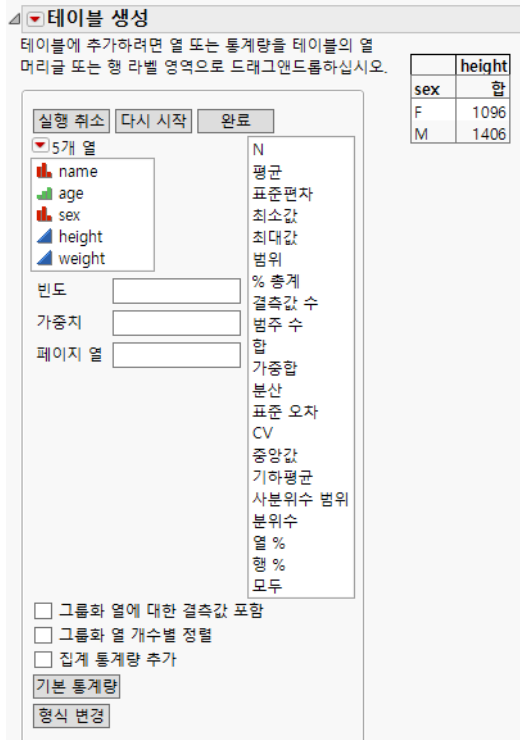 테이블 생성
테이블에 추가하려면 열 또는 통계량을 테이블의 열
머리글 또는 행 라벨 영역으로 드래그앤드롭하십시오.
실행 취소 다시 시작 완료
5개 열
name
age
sex
height
weight
빈도
가중치
페이지 열
N
평균
표준편차
최소값
최대값
범위
% 총계
결측값 수
범주 수
합
가중합
분산
표준 오차
CV
중앙값
기하평균
사분위수 범위
분위수
열 %
행 %
모두
그룹화 열에 대한 결측값 포함
그룹화 열 개수별 정렬
집계 통계량 추가
기본 통계량
형식 변경
height
sex 합
F 1096
M 1406